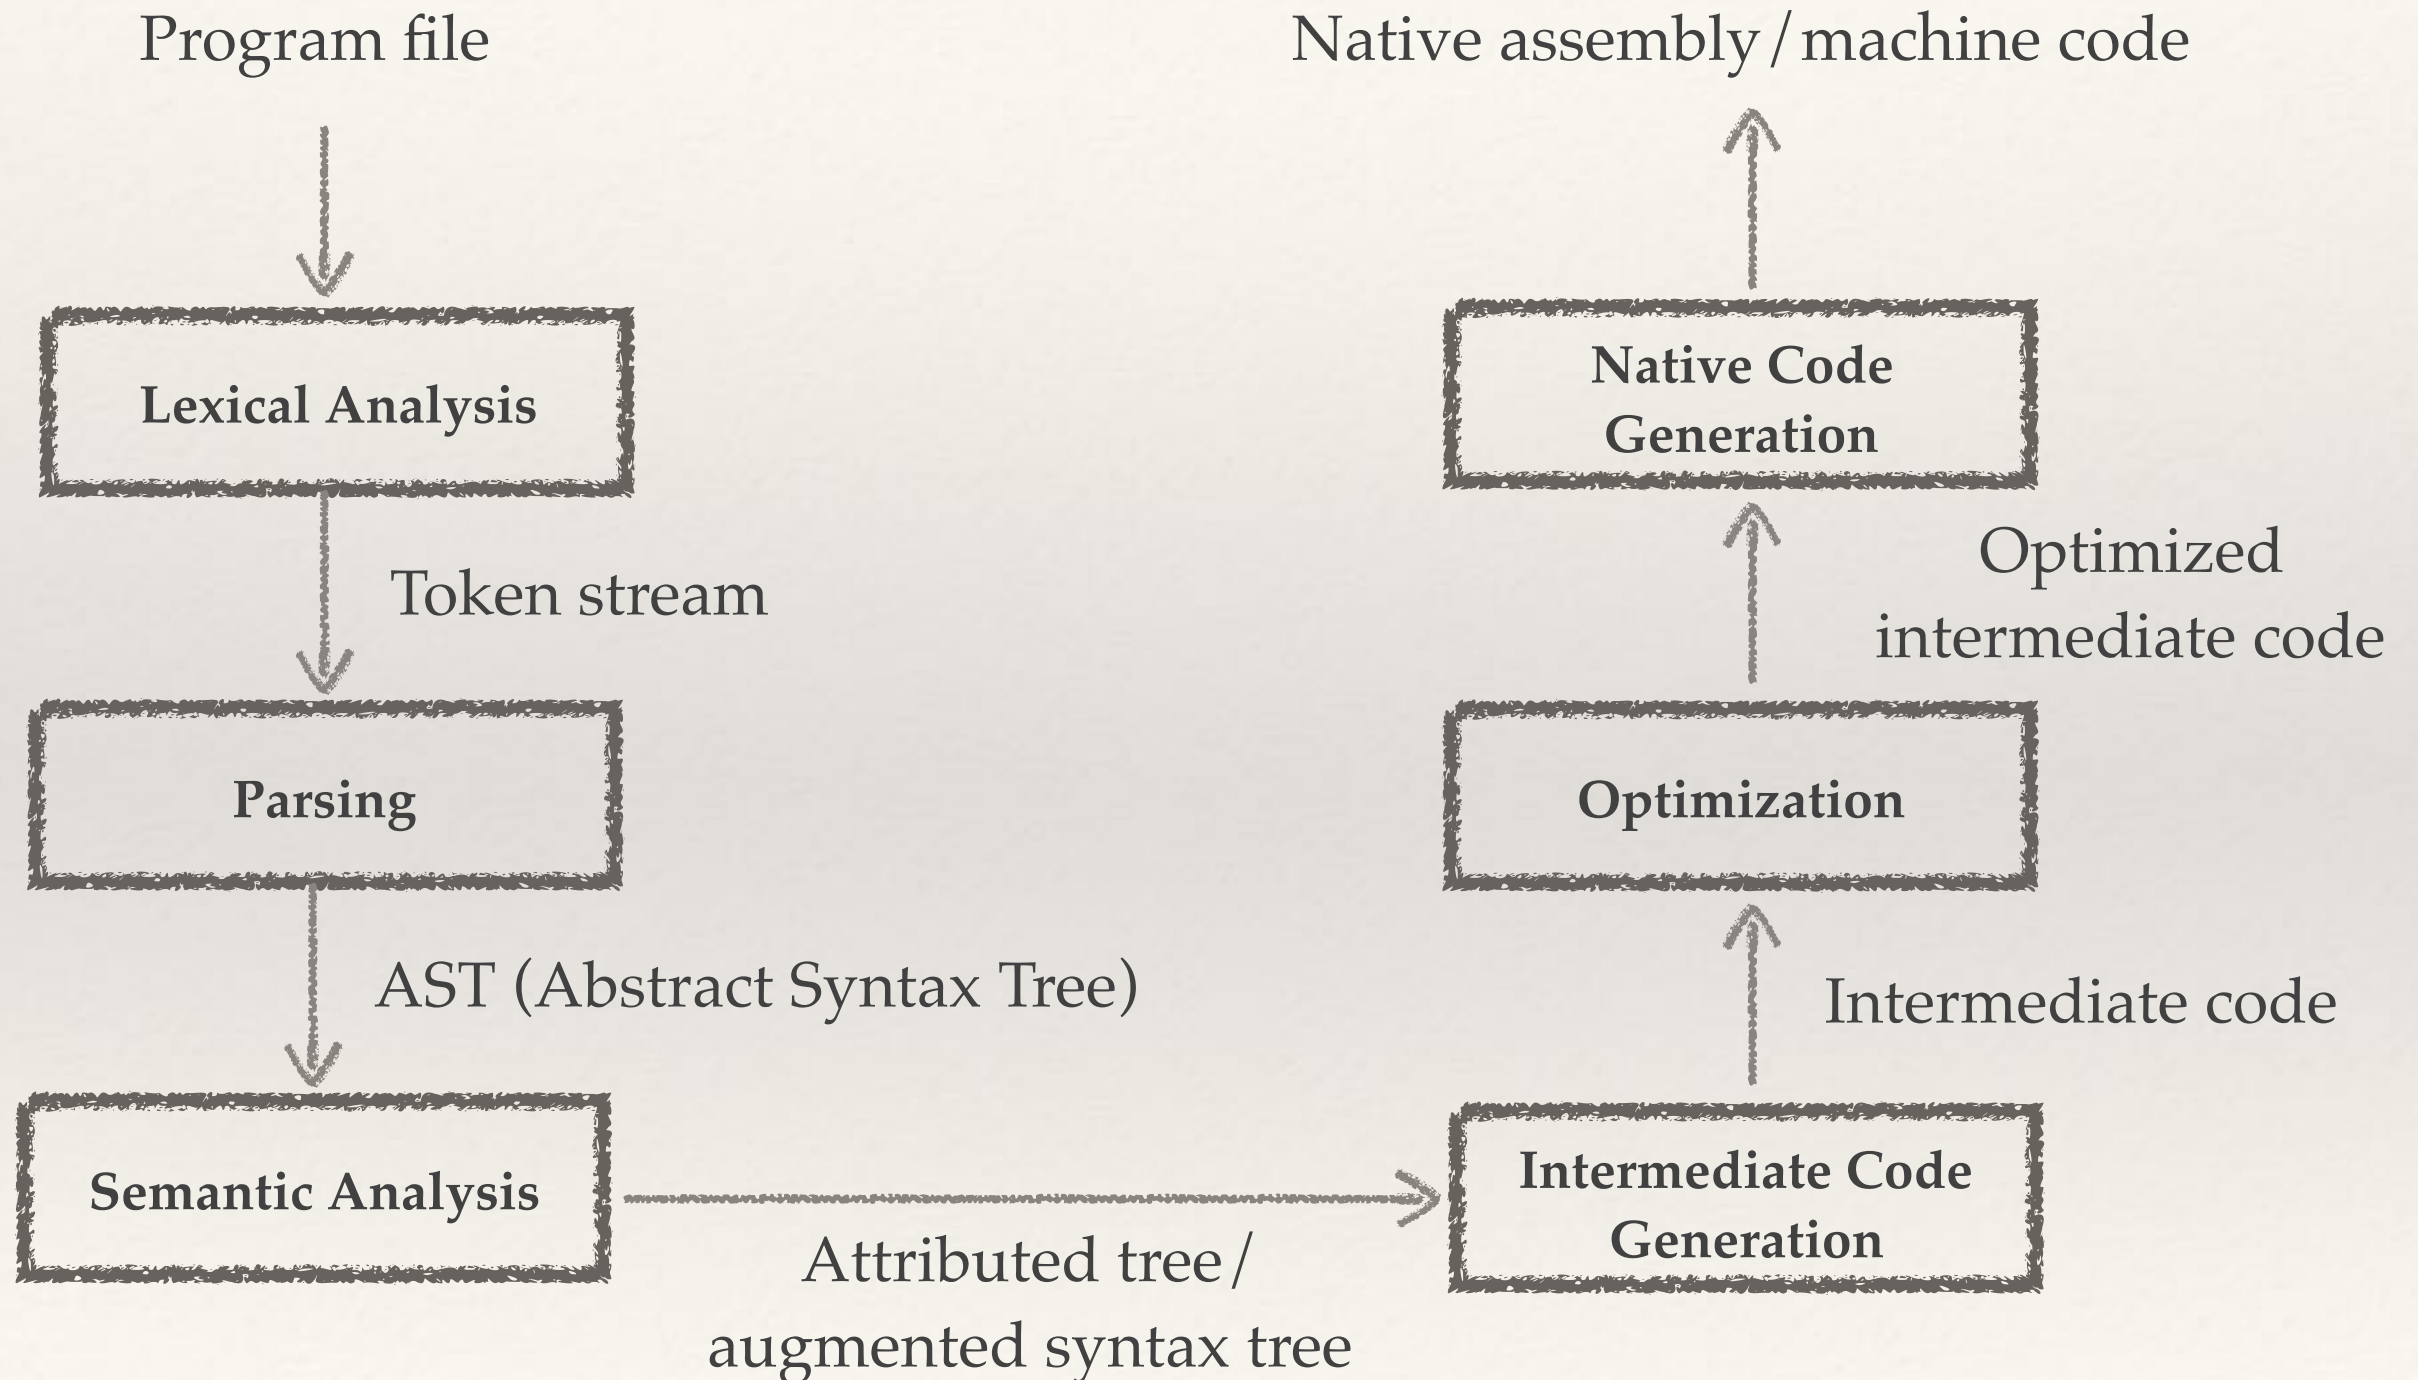 Program file
Lexical Analysis
Token stream
Parsing
AST (Abstract Syntax Tree)
Semantic Analysis
Attributed tree/
augmented syntax tree
Intermediate Code
Generation
Intermediate code
Optimization
Optimized
intermediate code
Native Code
Generation
Native assembly/machine code